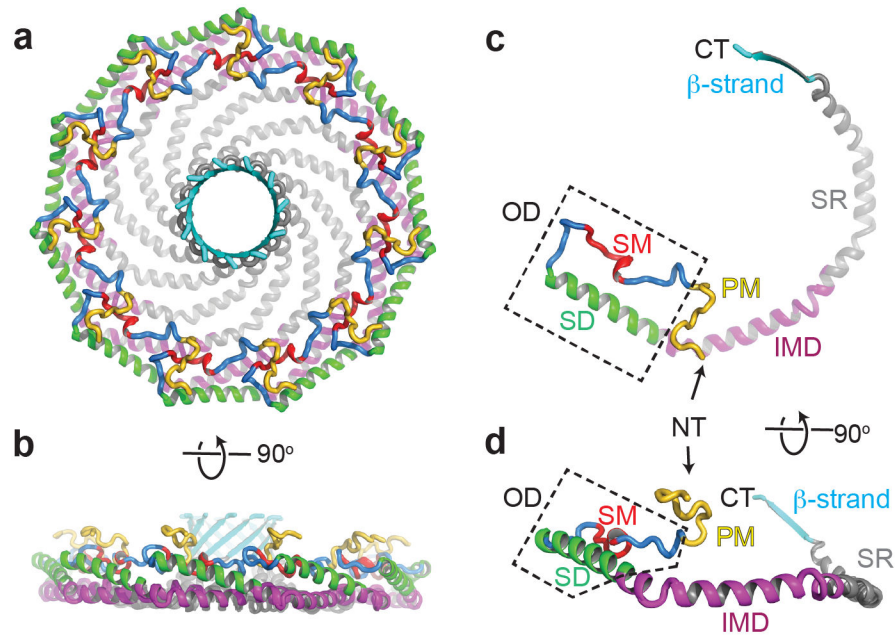 a
b
90°
c
CT
β-strand
SR
OD
SM
PM
SD
IMD
NT
90°
d
OD
CT
β-strand
SM
PM
SD
SR
IMD